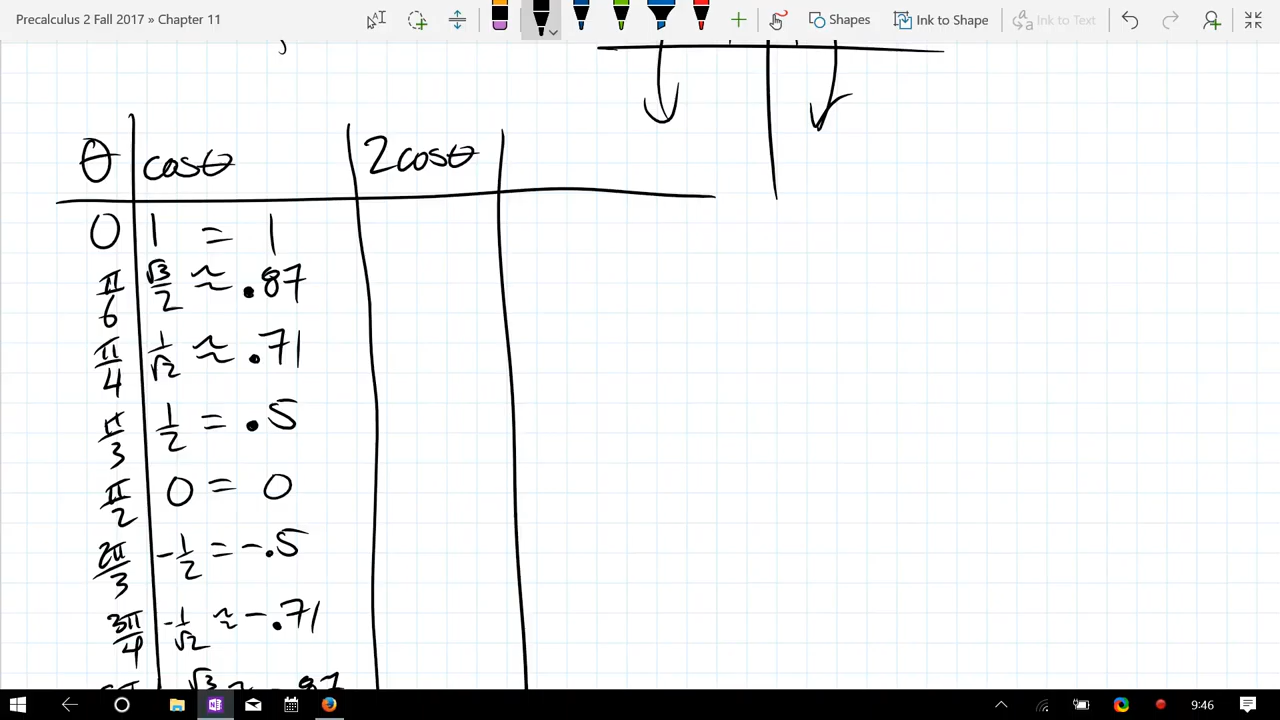 Precalculus 2 Fall 2017 » Chapter 11
Shapes
Ink to Shape
Ink to Text
θ cosθ 2cosθ
0 1 = 1
π/6 √3/2 ≈ .87
π/4 1/√2 ≈ .71
π/3 1/2 = .5
π/2 0 = 0
2π/3 -1/2 = -.5
3π/4 -1/√2 ≈ -.71
9:46